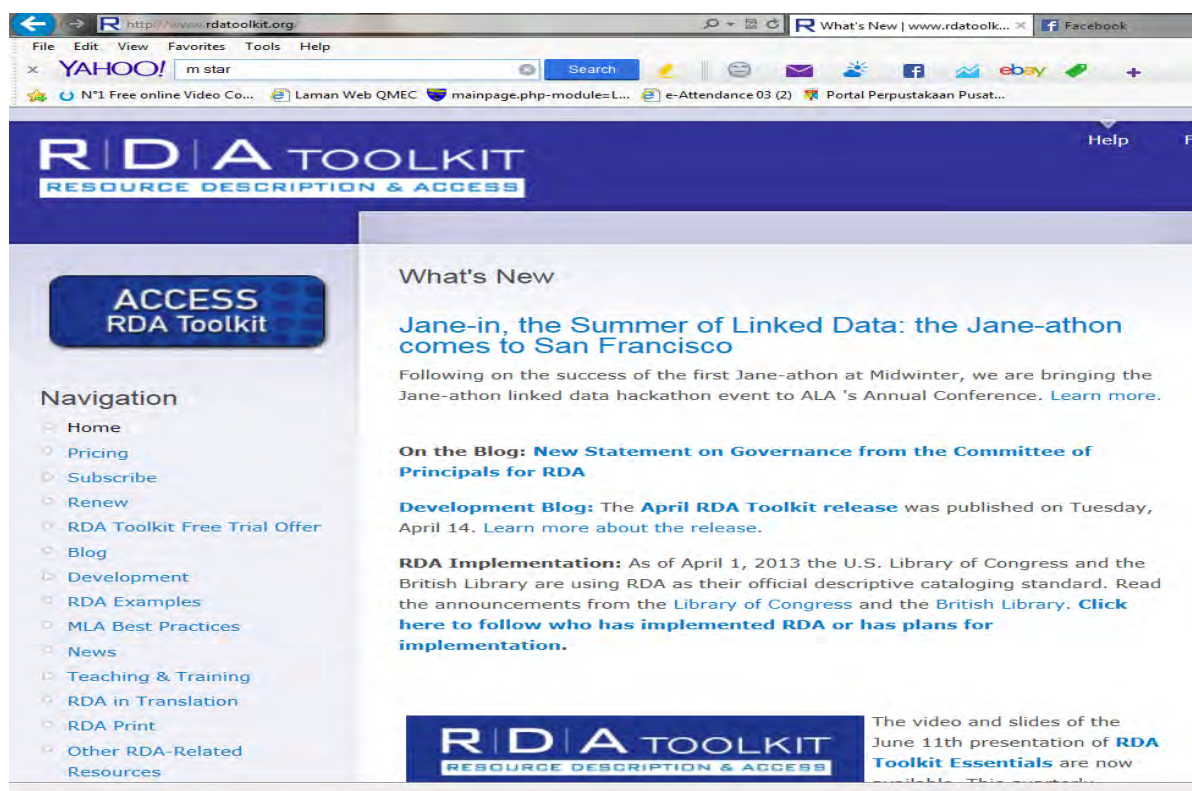 http://www.rdatoolkit.org/
What's New | www.rdatoolk... ×
Facebook
File Edit View Favorites Tools Help
× YAHOO! m star Search ebay +
N°1 Free online Video Co... Laman Web QMEC mainpage.php-module=L... e-Attendance 03 (2) Portal Perpustakaan Pusat...
Help F
R|D|A TOOLKIT
RESOURCE DESCRIPTION & ACCESS
ACCESS
RDA Toolkit
Navigation
Home
Pricing
Subscribe
Renew
RDA Toolkit Free Trial Offer
Blog
Development
RDA Examples
MLA Best Practices
News
Teaching & Training
RDA in Translation
RDA Print
Other RDA-Related
Resources
What's New
Jane-in, the Summer of Linked Data: the Jane-athon
comes to San Francisco
Following on the success of the first Jane-athon at Midwinter, we are bringing the
Jane-athon linked data hackathon event to ALA 's Annual Conference. Learn more.
On the Blog: New Statement on Governance from the Committee of
Principals for RDA
Development Blog: The April RDA Toolkit release was published on Tuesday,
April 14. Learn more about the release.
RDA Implementation: As of April 1, 2013 the U.S. Library of Congress and the
British Library are using RDA as their official descriptive cataloging standard. Read
the announcements from the Library of Congress and the British Library. Click
here to follow who has implemented RDA or has plans for
implementation.
R|D|A TOOLKIT
RESOURCE DESCRIPTION & ACCESS
The video and slides of the
June 11th presentation of RDA
Toolkit Essentials are now